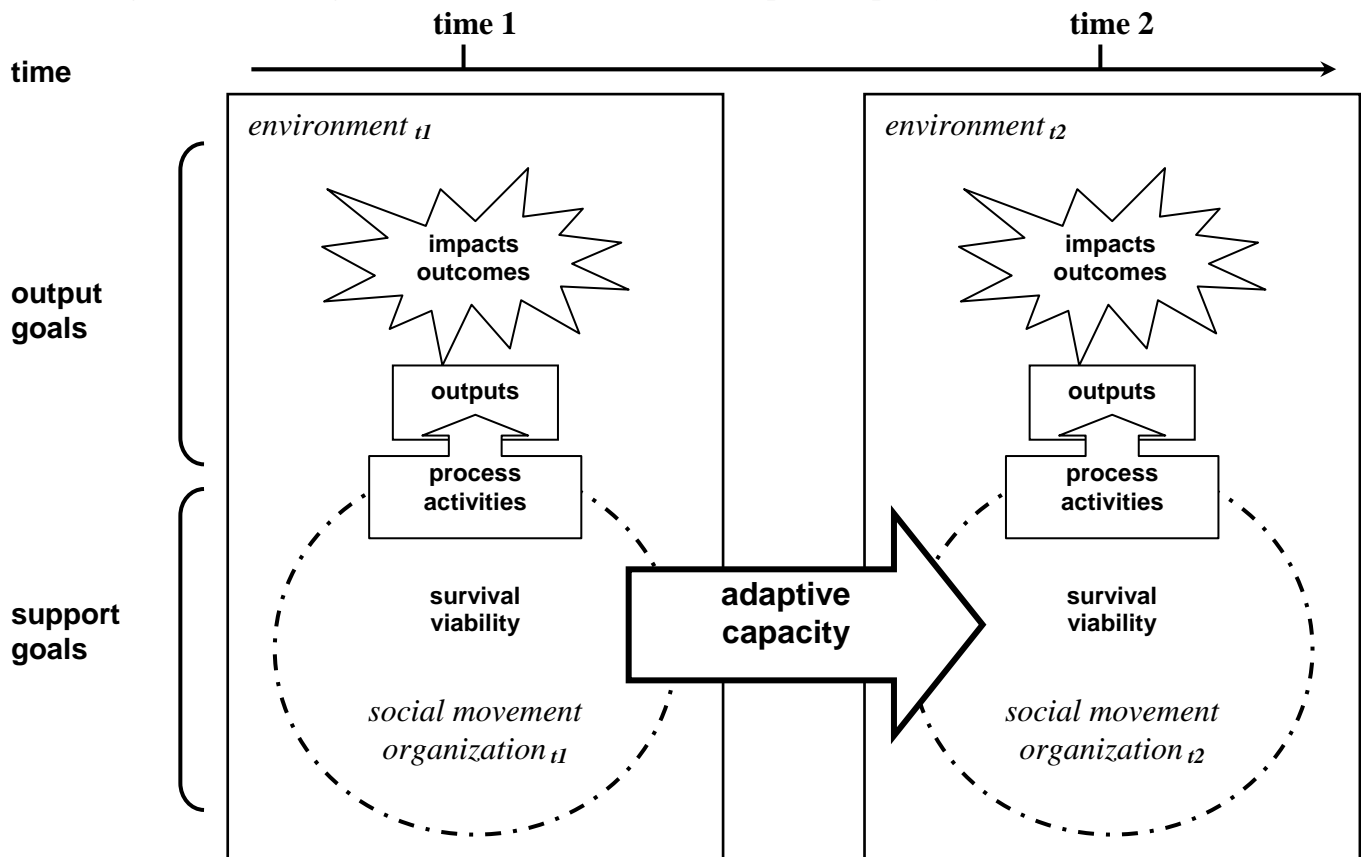 time 1
time 2
time
environment t1
environment t2
impacts
outcomes
impacts
outcomes
output
goals
outputs
outputs
process
activities
process
activities
support
goals
survival
viability
adaptive
capacity
survival
viability
social movement
organization t1
social movement
organization t2